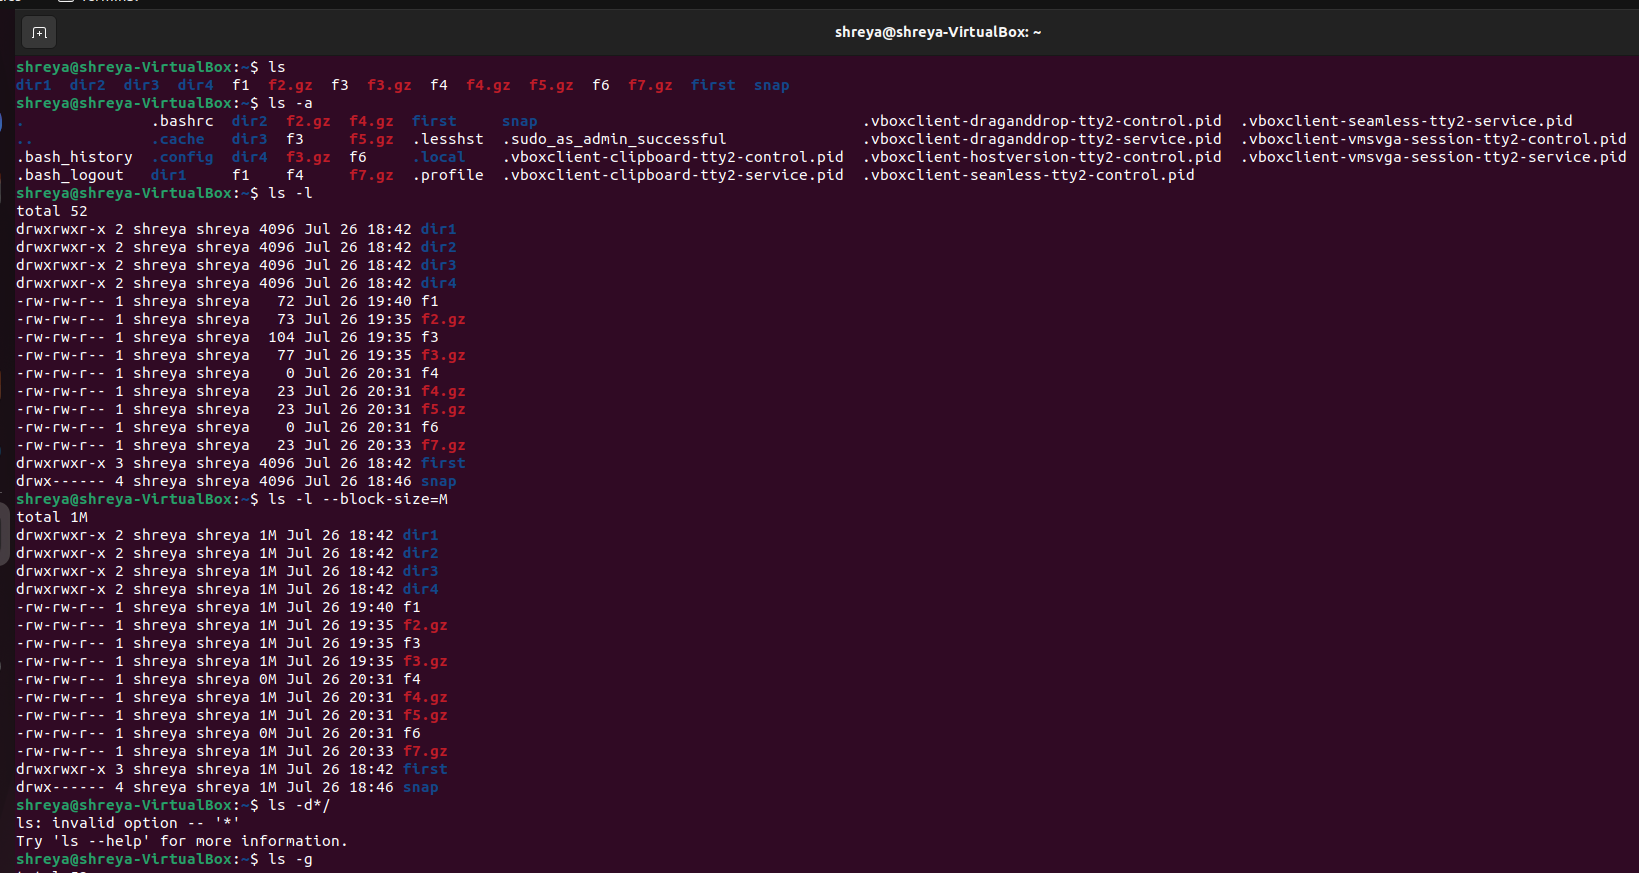 shreya@shreya-VirtualBox: ~
shreya@shreya-VirtualBox:~$ ls
dir1  dir2  dir3  dir4  f1  f2.gz  f3  f3.gz  f4  f4.gz  f5.gz  f6  f7.gz  first  snap
shreya@shreya-VirtualBox:~$ ls -a
.              .bashrc  dir2  f2.gz  f4.gz  first     snap                                    .vboxclient-draganddrop-tty2-control.pid  .vboxclient-seamless-tty2-service.pid
..             .cache   dir3  f3     f5.gz  .lesshst  .sudo_as_admin_successful               .vboxclient-draganddrop-tty2-service.pid  .vboxclient-vmsvga-session-tty2-control.pid
.bash_history  .config  dir4  f3.gz  f6     .local    .vboxclient-clipboard-tty2-control.pid  .vboxclient-hostversion-tty2-control.pid  .vboxclient-vmsvga-session-tty2-service.pid
.bash_logout   dir1     f1    f4     f7.gz  .profile  .vboxclient-clipboard-tty2-service.pid  .vboxclient-seamless-tty2-control.pid
shreya@shreya-VirtualBox:~$ ls -l
total 52
drwxrwxr-x 2 shreya shreya 4096 Jul 26 18:42 dir1
drwxrwxr-x 2 shreya shreya 4096 Jul 26 18:42 dir2
drwxrwxr-x 2 shreya shreya 4096 Jul 26 18:42 dir3
drwxrwxr-x 2 shreya shreya 4096 Jul 26 18:42 dir4
-rw-rw-r-- 1 shreya shreya   72 Jul 26 19:40 f1
-rw-rw-r-- 1 shreya shreya   73 Jul 26 19:35 f2.gz
-rw-rw-r-- 1 shreya shreya  104 Jul 26 19:35 f3
-rw-rw-r-- 1 shreya shreya   77 Jul 26 19:35 f3.gz
-rw-rw-r-- 1 shreya shreya    0 Jul 26 20:31 f4
-rw-rw-r-- 1 shreya shreya   23 Jul 26 20:31 f4.gz
-rw-rw-r-- 1 shreya shreya   23 Jul 26 20:31 f5.gz
-rw-rw-r-- 1 shreya shreya    0 Jul 26 20:31 f6
-rw-rw-r-- 1 shreya shreya   23 Jul 26 20:33 f7.gz
drwxrwxr-x 3 shreya shreya 4096 Jul 26 18:42 first
drwx------ 4 shreya shreya 4096 Jul 26 18:46 snap
shreya@shreya-VirtualBox:~$ ls -l --block-size=M
total 1M
drwxrwxr-x 2 shreya shreya 1M Jul 26 18:42 dir1
drwxrwxr-x 2 shreya shreya 1M Jul 26 18:42 dir2
drwxrwxr-x 2 shreya shreya 1M Jul 26 18:42 dir3
drwxrwxr-x 2 shreya shreya 1M Jul 26 18:42 dir4
-rw-rw-r-- 1 shreya shreya 1M Jul 26 19:40 f1
-rw-rw-r-- 1 shreya shreya 1M Jul 26 19:35 f2.gz
-rw-rw-r-- 1 shreya shreya 1M Jul 26 19:35 f3
-rw-rw-r-- 1 shreya shreya 1M Jul 26 19:35 f3.gz
-rw-rw-r-- 1 shreya shreya 0M Jul 26 20:31 f4
-rw-rw-r-- 1 shreya shreya 1M Jul 26 20:31 f4.gz
-rw-rw-r-- 1 shreya shreya 1M Jul 26 20:31 f5.gz
-rw-rw-r-- 1 shreya shreya 0M Jul 26 20:31 f6
-rw-rw-r-- 1 shreya shreya 1M Jul 26 20:33 f7.gz
drwxrwxr-x 3 shreya shreya 1M Jul 26 18:42 first
drwx------ 4 shreya shreya 1M Jul 26 18:46 snap
shreya@shreya-VirtualBox:~$ ls -d*/
ls: invalid option -- '*'
Try 'ls --help' for more information.
shreya@shreya-VirtualBox:~$ ls -g